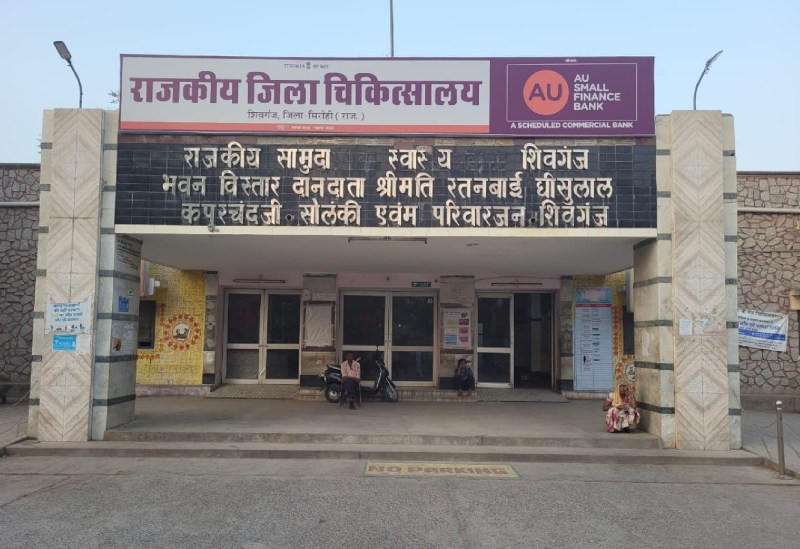 राजकीय जिला चिकित्सालय
शिवगंज, जिला-सिरोही ( राज. )
AU
AU
SMALL
FINANCE
BANK
A SCHEDULED COMMERCIAL BANK
राजकीय सामुदा स्वास्य शिवगंज
भवन विस्तार दानदाता श्रीमति रतनबाई घीसुलाल
कपुरचंदजी सोलंकी एवंम परिवारजन शिवगंज
NO PARKING